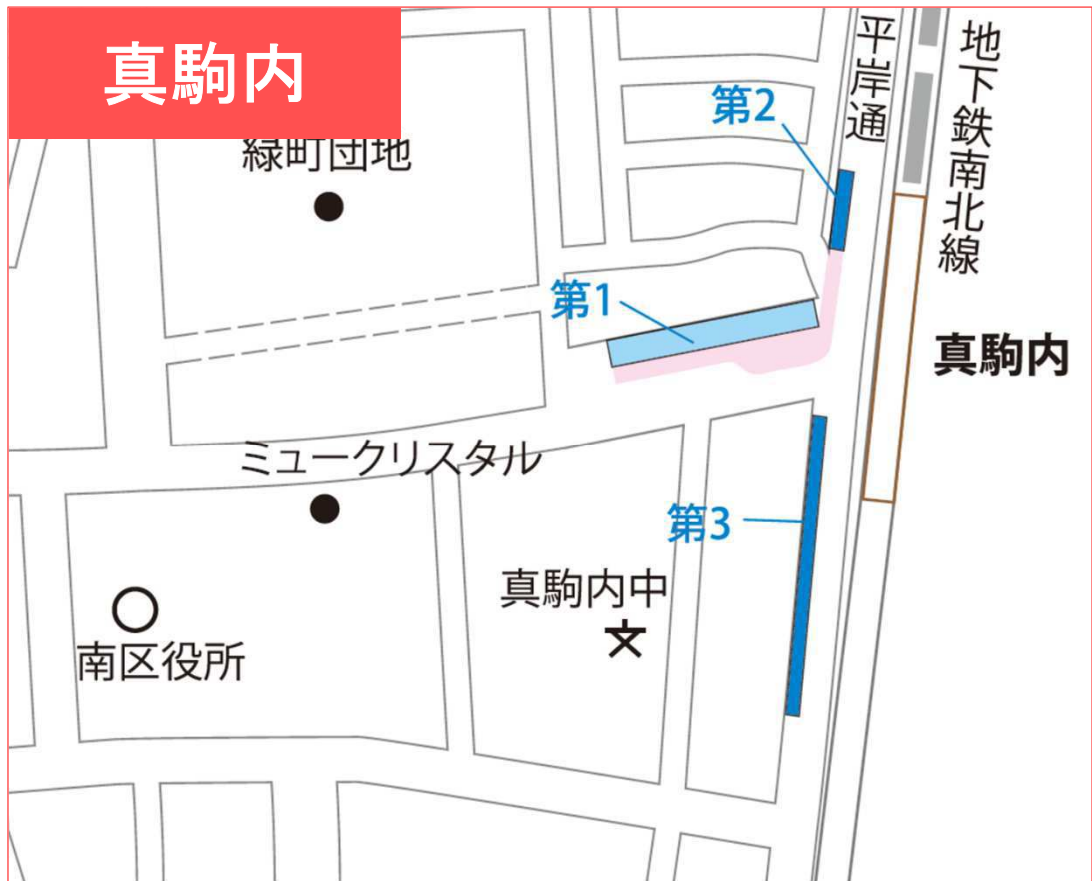 真駒内
緑町団地
第2
平岸通
地下鉄南北線
第1
真駒内
ミュークリスタル
第3
真駒内中
南区役所